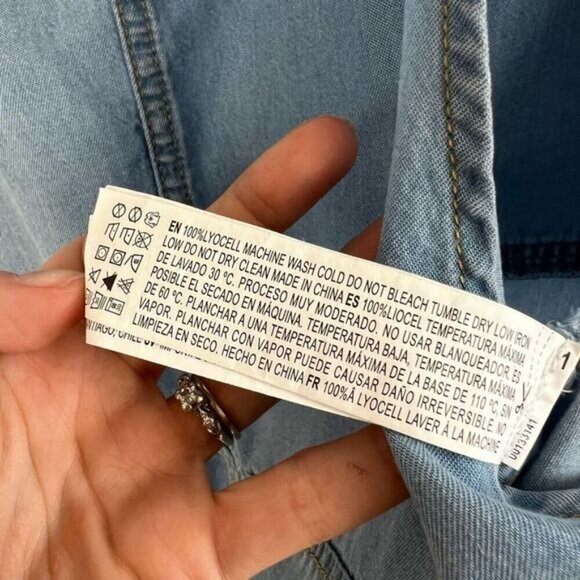 EN 100%LYOCELL MACHINE WASH COLD DO NOT BLEACH TUMBLE DRY LOW IRON
LOW DO NOT DRY CLEAN MADE IN CHINA ES 100%LIOCEL TEMPERATURA MÁXIMA
DE LAVADO 30 ºC. PROCESO MUY MODERADO. NO USAR BLANQUEADOR. ES
POSIBLE EL SECADO EN MÁQUINA. TEMPERATURA BAJA, TEMPERATURA MÁXIMA
DE 60 ºC. PLANCHAR A UNA TEMPERATURA MÁXIMA DE LA BASE DE 110 ºC, SIN
VAPOR. PLANCHAR CON VAPOR PUEDE CAUSAR DAÑO IRREVERSIBLE. NO
LIMPIEZA EN SECO. HECHO EN CHINA FR 100%Â LYOCELL LAVER À LA MACHINE
00133141
1